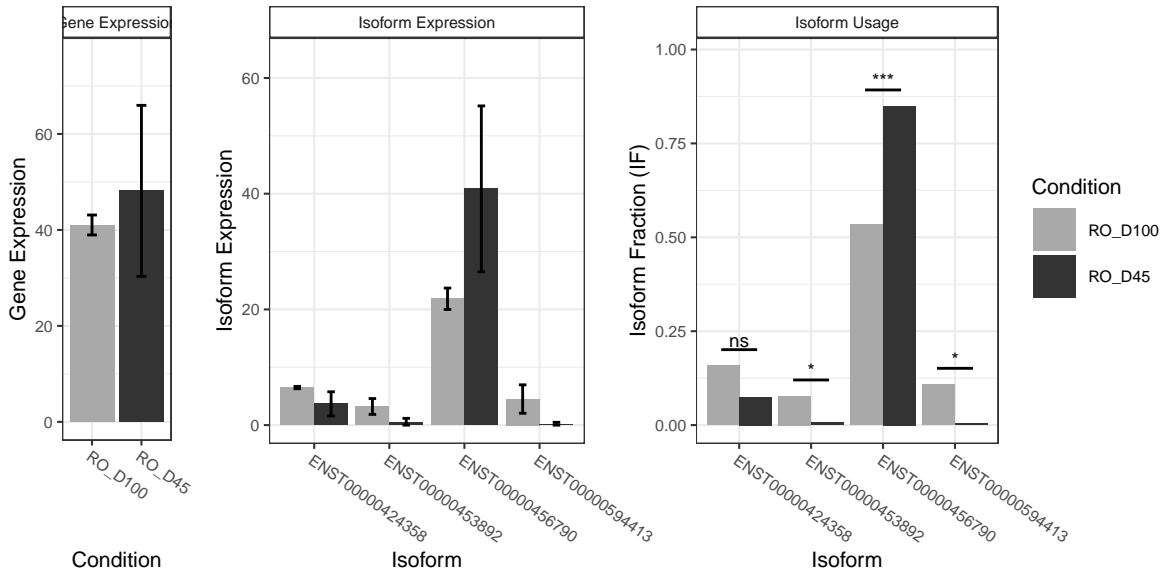 Gene Expression
Gene Expression
60
40
20
0
RO_D100
RO_D45
Condition
Isoform Expression
Isoform Expression
60
40
20
0
ENST00000424358
ENST00000453892
ENST00000456790
ENST00000594413
Isoform
Isoform Usage
Isoform Fraction (IF)
1.00
0.75
0.50
0.25
0.00
ns
*
***
*
ENST00000424358
ENST00000453892
ENST00000456790
ENST00000594413
Isoform
Condition
RO_D100
RO_D45